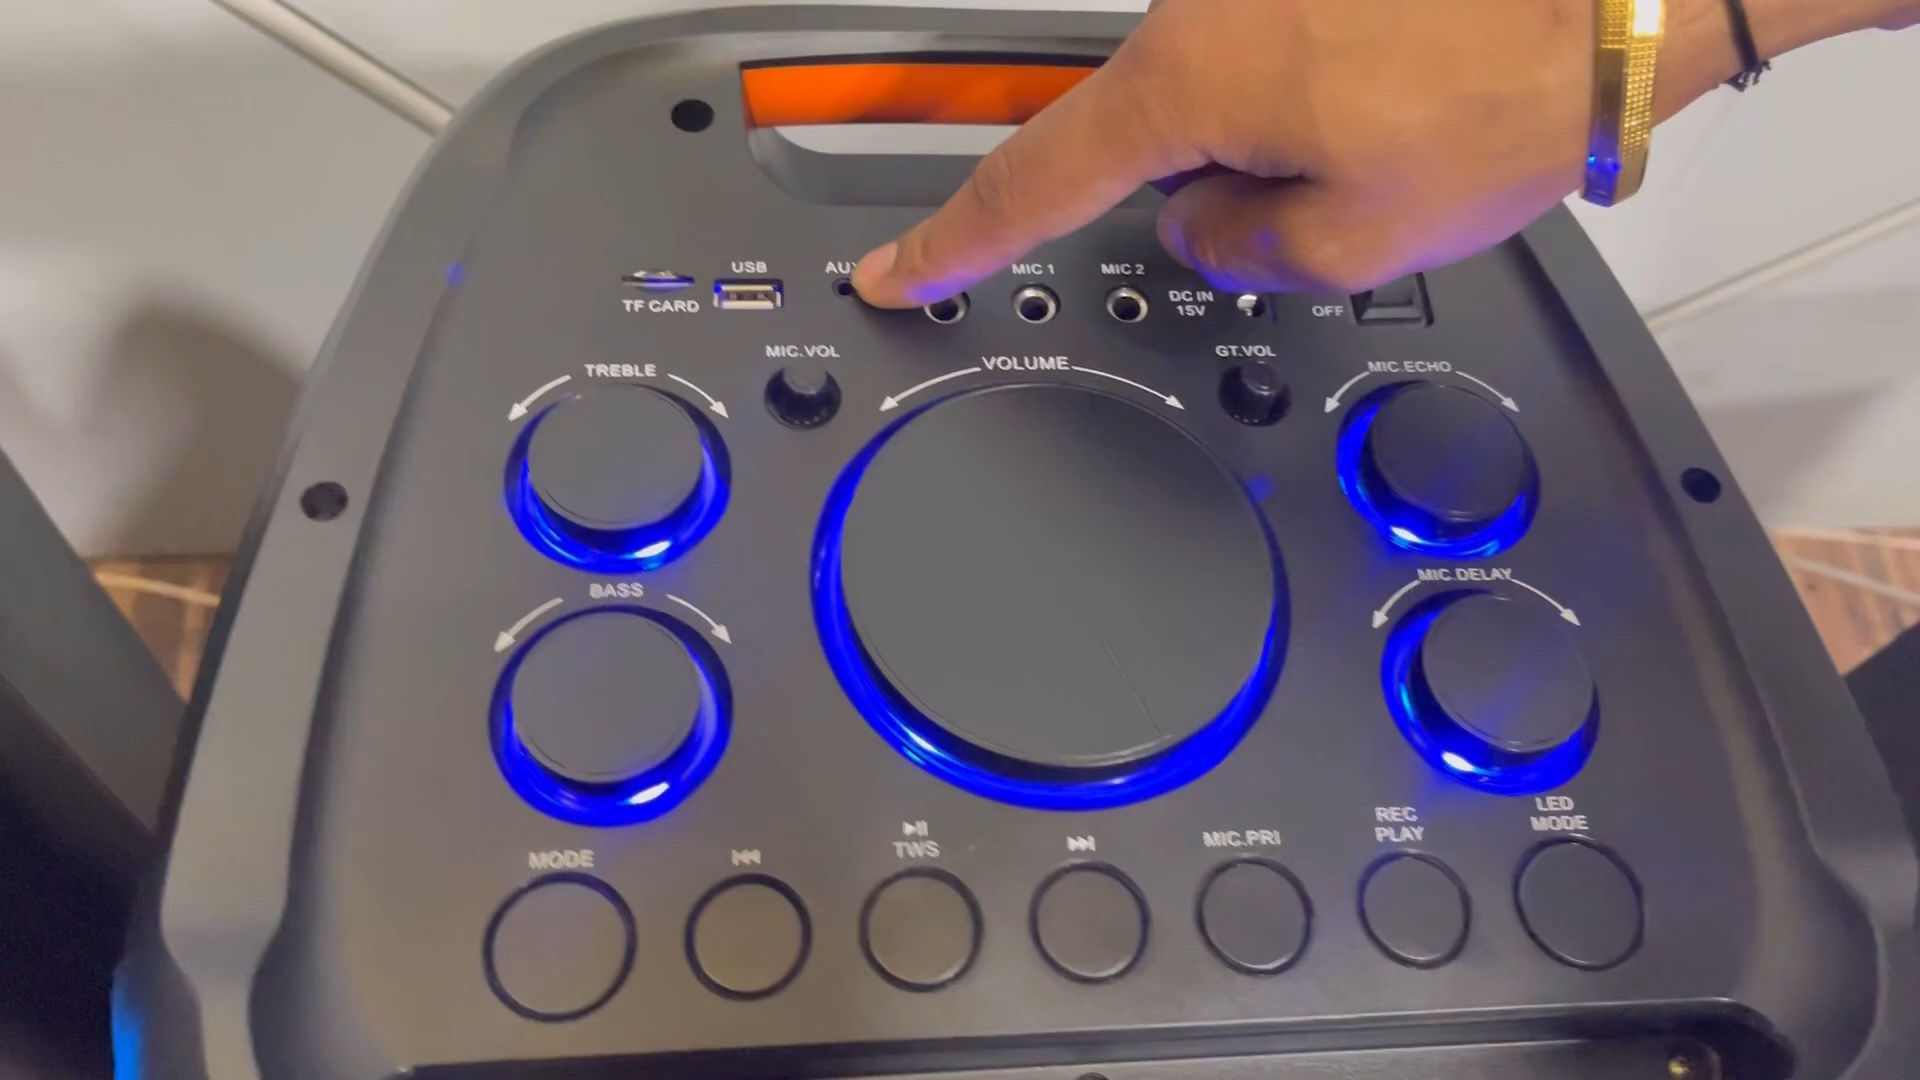 USB
AUX
MIC 1
MIC 2
TF CARD
DC IN
15V
OFF
MIC.VOL
GT.VOL
TREBLE
VOLUME
MIC.ECHO
BASS
MIC.DELAY
MODE
TWS
MIC.PRI
REC
PLAY
LED
MODE